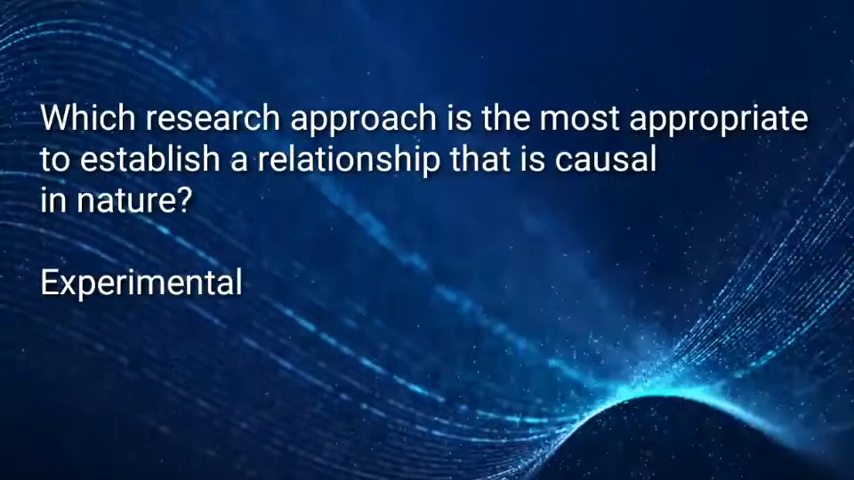 Which research approach is the most appropriate
to establish a relationship that is causal
in nature?
Experimental